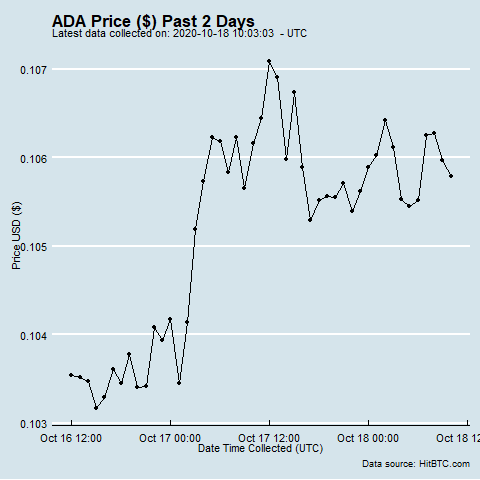 ADA Price ($) Past 2 Days
Latest data collected on: 2020-10-18 10:03:03 - UTC
0.107
0.106
0.105
0.104
0.103
Price USD ($)
Oct 16 12:00 Oct 17 00:00 Oct 17 12:00 Oct 18 00:00 Oct 18 12
Date Time Collected (UTC)
Data source: HitBTC.com